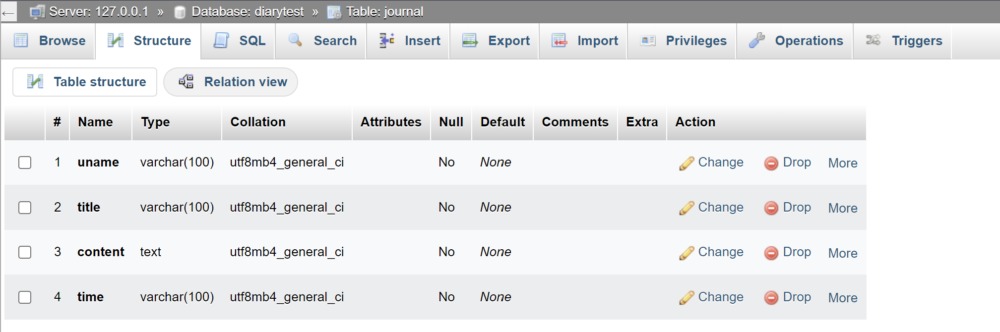 ← Server: 127.0.0.1 » Database: diarytest » Table: journal
Browse Structure SQL Search Insert Export Import Privileges Operations Triggers
Table structure Relation view
# Name Type Collation Attributes Null Default Comments Extra Action
1 uname varchar(100) utf8mb4_general_ci No None Change Drop More
2 title varchar(100) utf8mb4_general_ci No None Change Drop More
3 content text utf8mb4_general_ci No None Change Drop More
4 time varchar(100) utf8mb4_general_ci No None Change Drop More